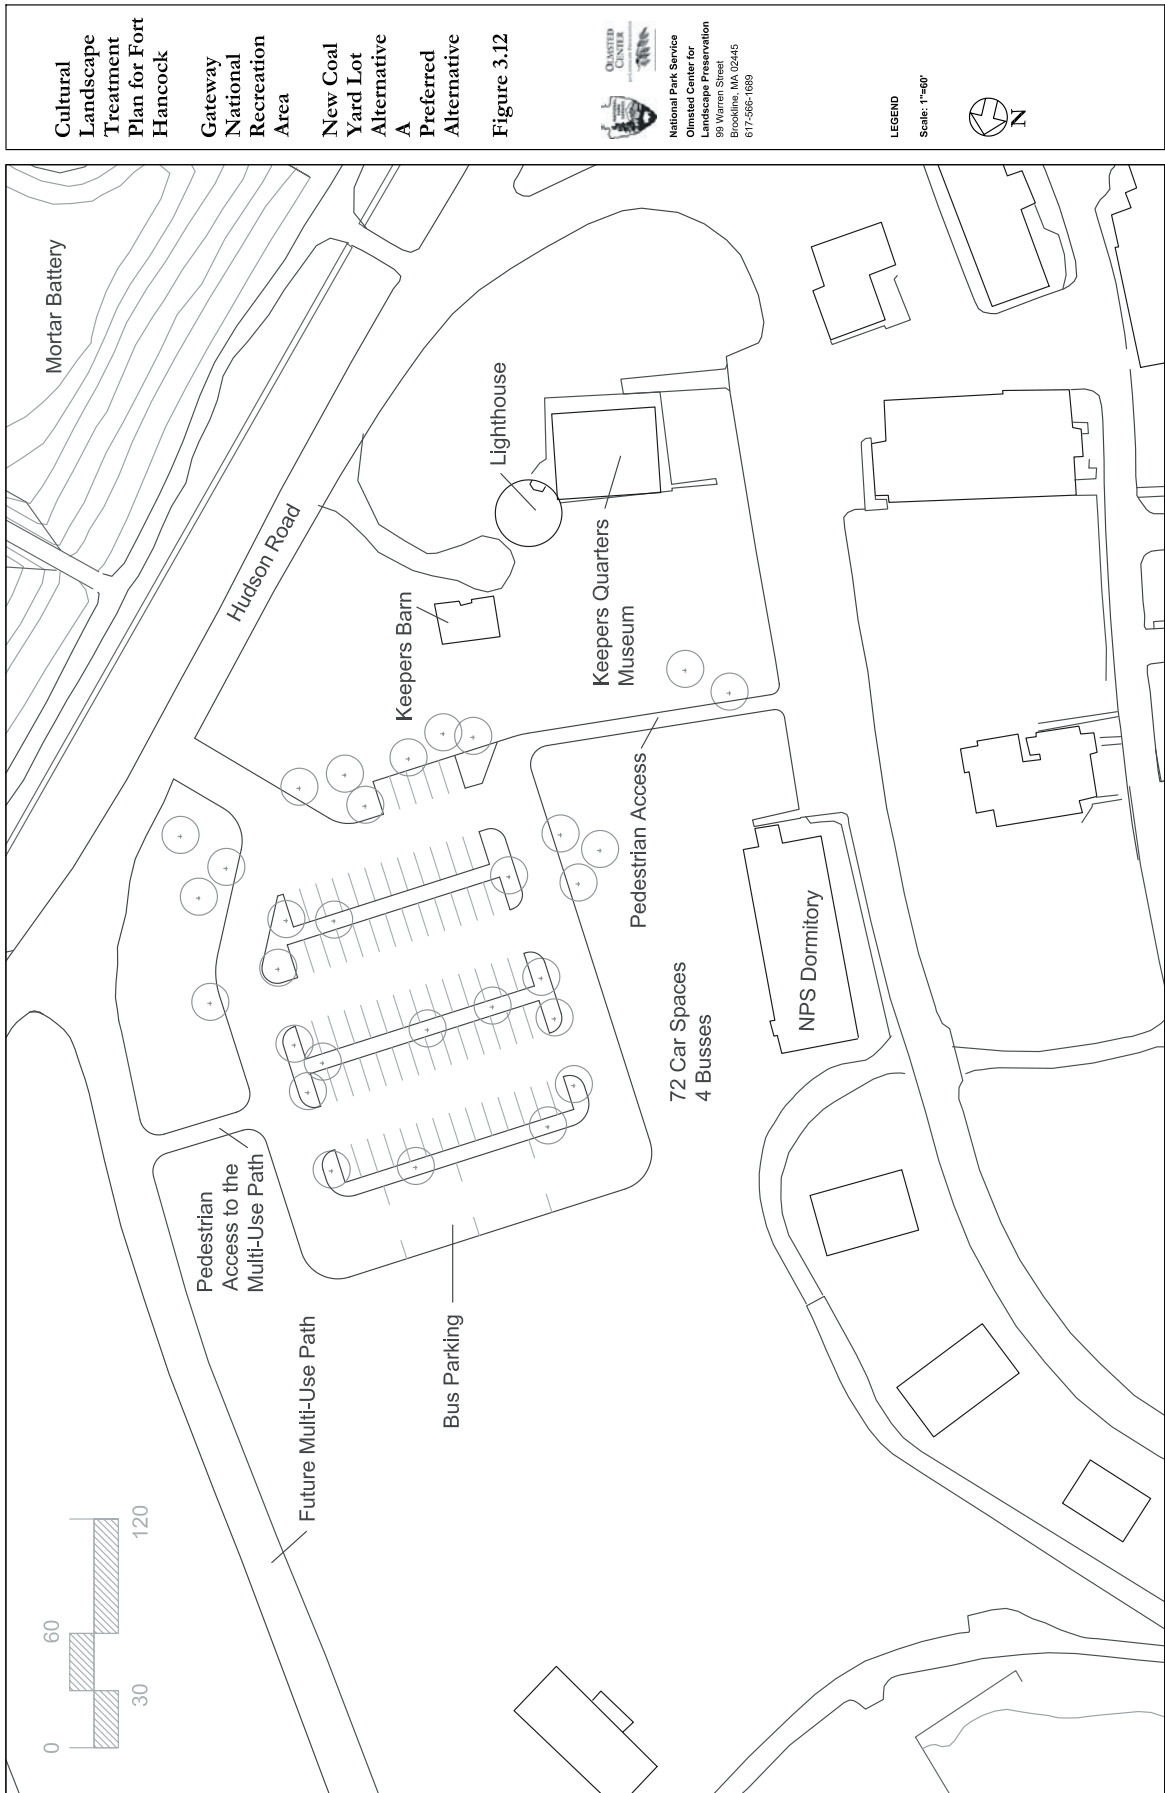 Cultural
Landscape
Treatment
Plan for Fort
Hancock
Gateway
National
Recreation
Area
New Coal
Yard Lot
Alternative
A
Preferred
Alternative
Figure 3.12
OLMSTED
CENTER
National Park Service
Olmsted Center for
Landscape Preservation
99 Warren Street
Brookline, MA 02445
617-566-1689
LEGEND
Scale: 1"=60'
N
Mortar Battery
Hudson Road
Lighthouse
Keepers Barn
Keepers Quarters
Museum
Pedestrian Access
72 Car Spaces
4 Busses
NPS Dormitory
Pedestrian
Access to the
Multi-Use Path
Bus Parking
Future Multi-Use Path
0
30
60
120